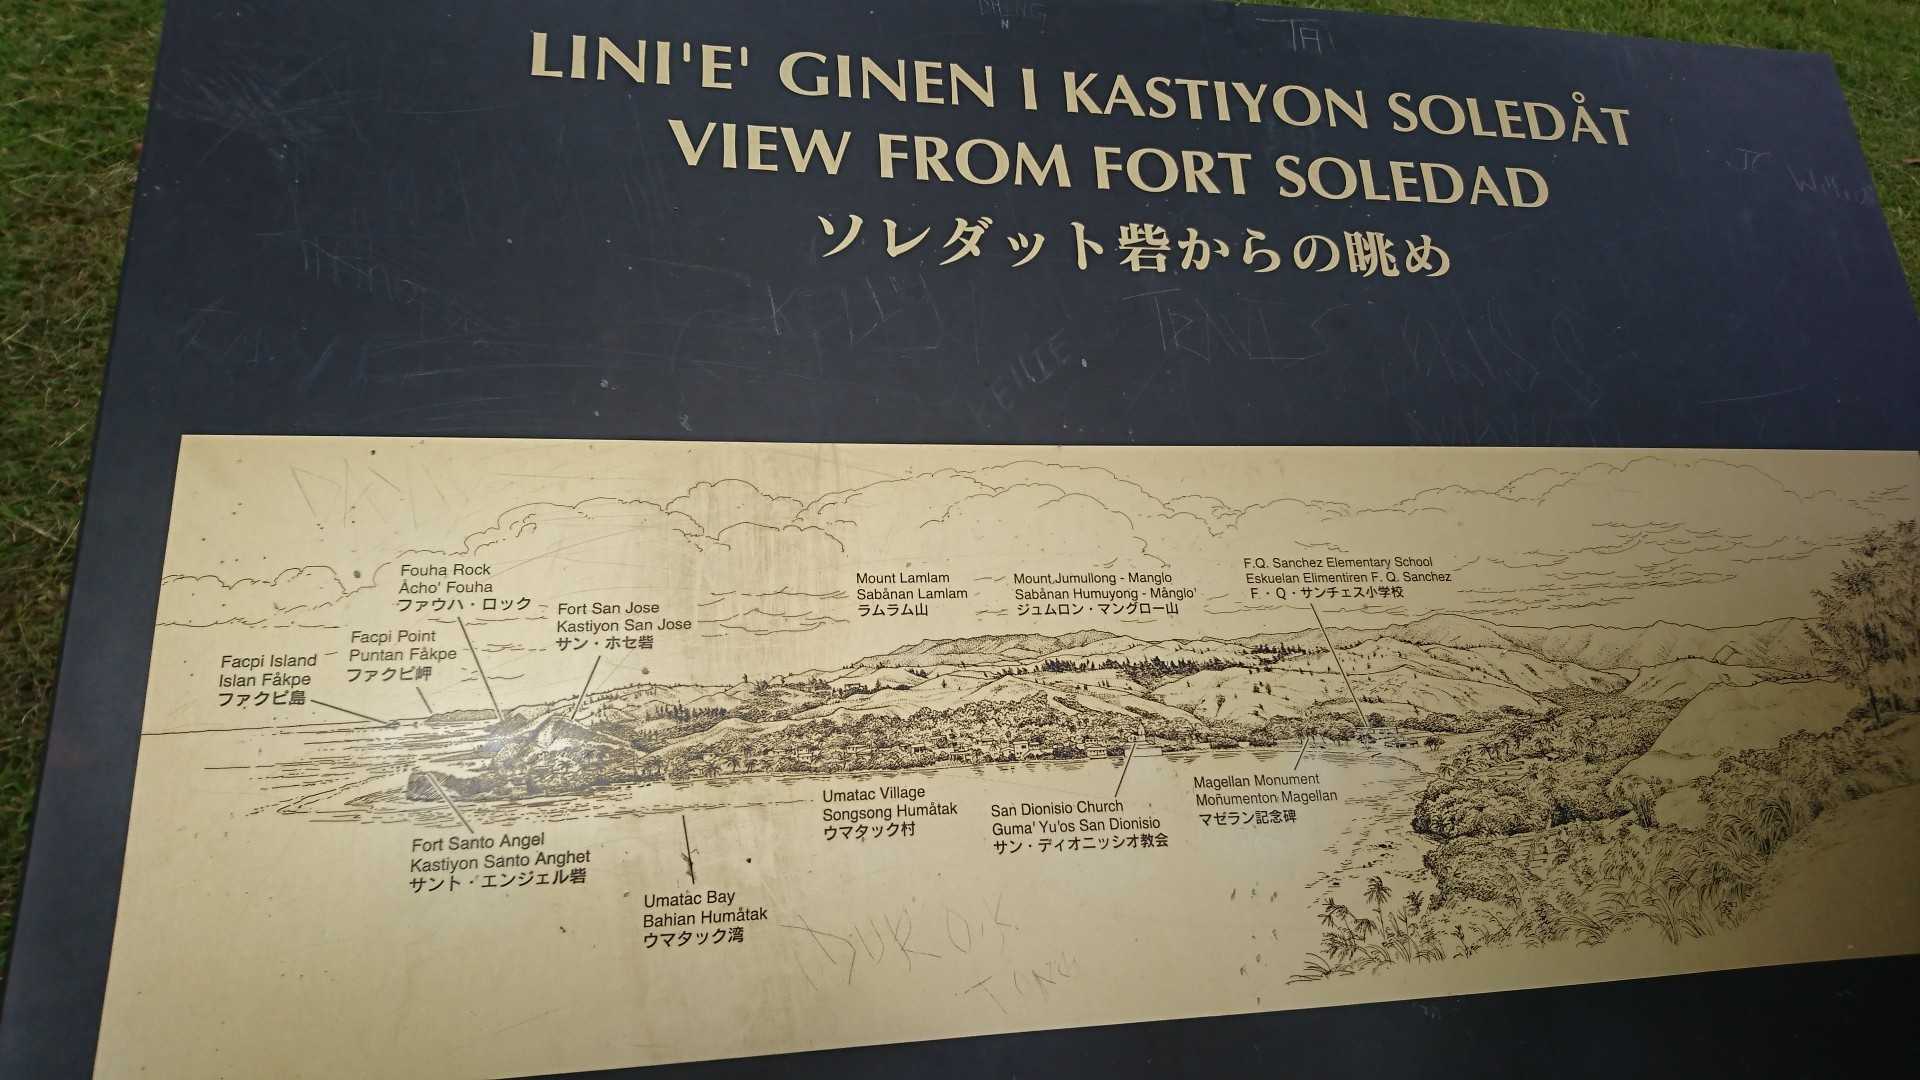 LINI'E' GINEN I KASTIYON SOLEDÅT
VIEW FROM FORT SOLEDAD
ソレダット砦からの眺め
Fouha Rock
Åcho' Fouha
ファウハ・ロック
Fort San Jose
Kastiyon San Jose
サン・ホセ砦
Facpi Point
Puntan Fåkpe
ファクピ岬
Facpi Island
Islan Fåkpe
ファクピ島
Mount Lamlam
Sabånan Lamlam
ラムラム山
Mount Jumullong - Manglo
Sabånan Humuyong - Månglo'
ジュムロン・マングロー山
F.Q. Sanchez Elementary School
Eskuelan Elimentiren F. Q. Sanchez
F・Q・サンチェス小学校
Fort Santo Angel
Kastiyon Santo Anghet
サント・エンジェル砦
Umatac Bay
Bahian Humåtak
ウマタック湾
Umatac Village
Songsong Humåtak
ウマタック村
San Dionisio Church
Guma' Yu'os San Dionisio
サン・ディオニッシオ教会
Magellan Monument
Moñumenton Magellan
マゼラン記念碑
KELLY
TRAVIS